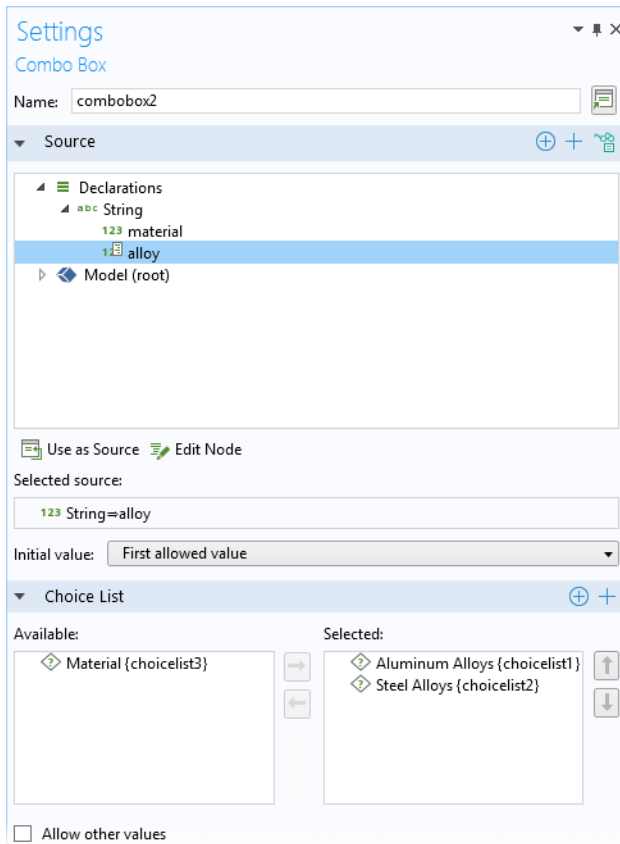 Settings
Combo Box
Name: combobox2
Source
Declarations
abc String
123 material
alloy
Model (root)
Use as Source Edit Node
Selected source:
123 String⇒alloy
Initial value: First allowed value
Choice List
Available: Selected:
Material {choicelist3} Aluminum Alloys {choicelist1}
Steel Alloys {choicelist2}
Allow other values